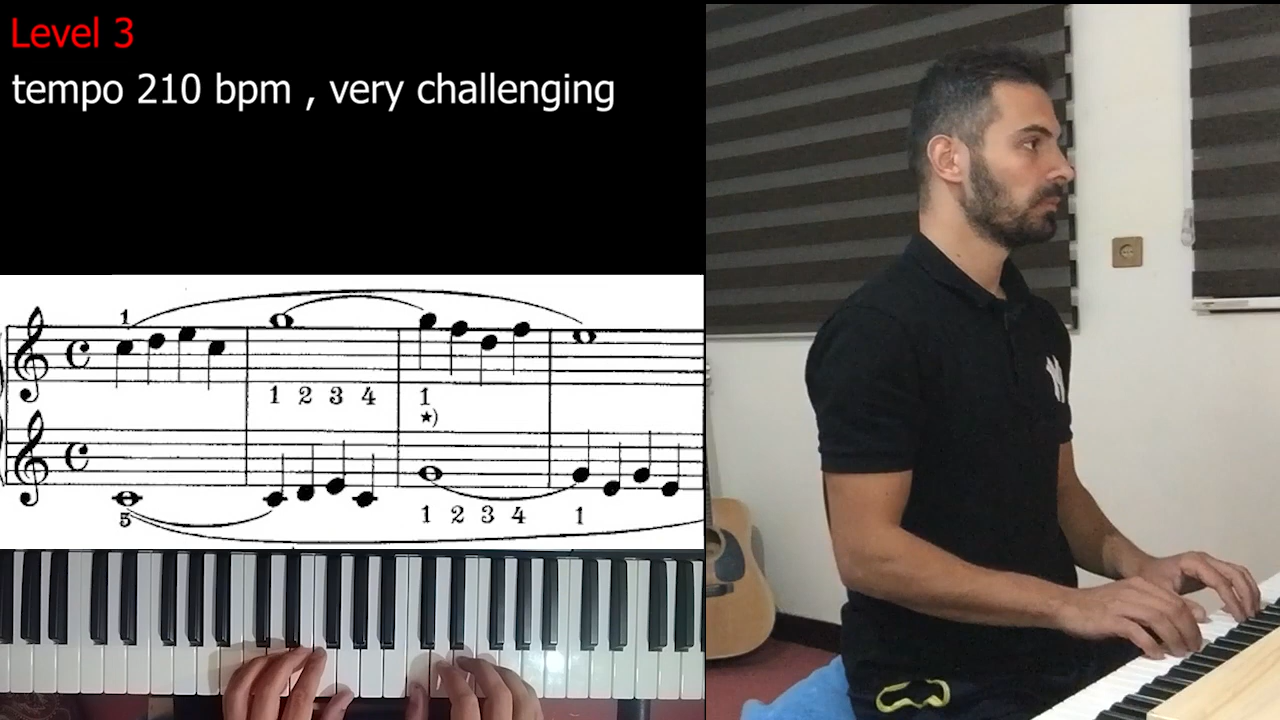 Level 3
tempo 210 bpm , very challenging
1
1 2 3 4 1
★)
5
1 2 3 4 1
NY